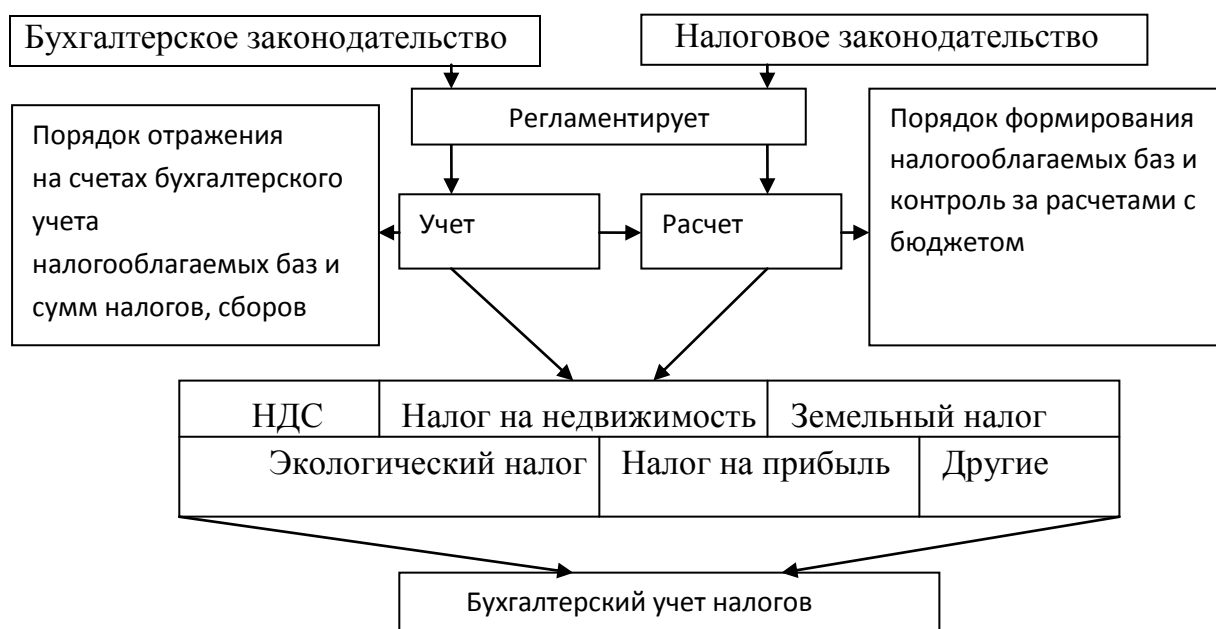 Бухгалтерское законодательство
Налоговое законодательство
Регламентирует
Порядок отражения
на счетах бухгалтерского
учета
налогооблагаемых баз и
сумм налогов, сборов
Учет
Расчет
Порядок формирования
налогооблагаемых баз и
контроль за расчетами с
бюджетом
НДС
Налог на недвижимость
Земельный налог
Экологический налог
Налог на прибыль
Другие
Бухгалтерский учет налогов